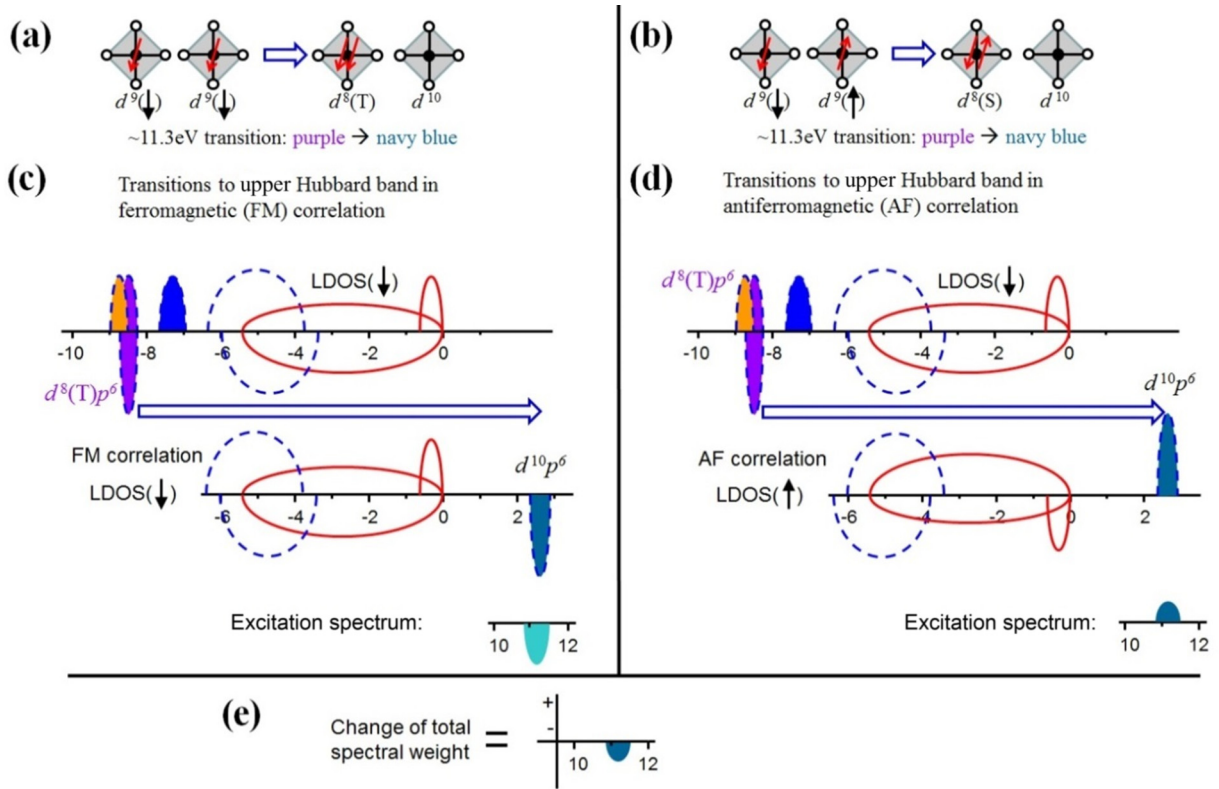 (a)
d⁹(↓) d⁹(↓) d⁸(T) d¹⁰
~11.3eV transition: purple → navy blue
(b)
d⁹(↓) d⁹(↑) d⁸(S) d¹⁰
~11.3eV transition: purple → navy blue
(c)
Transitions to upper Hubbard band in
ferromagnetic (FM) correlation
LDOS(↓)
-10 -8 -6 -4 -2 0
d⁸(T)p⁶
FM correlation
LDOS(↓)
d¹⁰p⁶
-6 -4 -2 0 2
Excitation spectrum:
10 12
(d)
Transitions to upper Hubbard band in
antiferromagnetic (AF) correlation
d⁸(T)p⁶
LDOS(↓)
-10 -8 -6 -4 -2 0
d¹⁰p⁶
AF correlation
LDOS(↑)
-6 -4 -2 0 2
Excitation spectrum:
10 12
(e)
Change of total
spectral weight
=
+
-
10 12